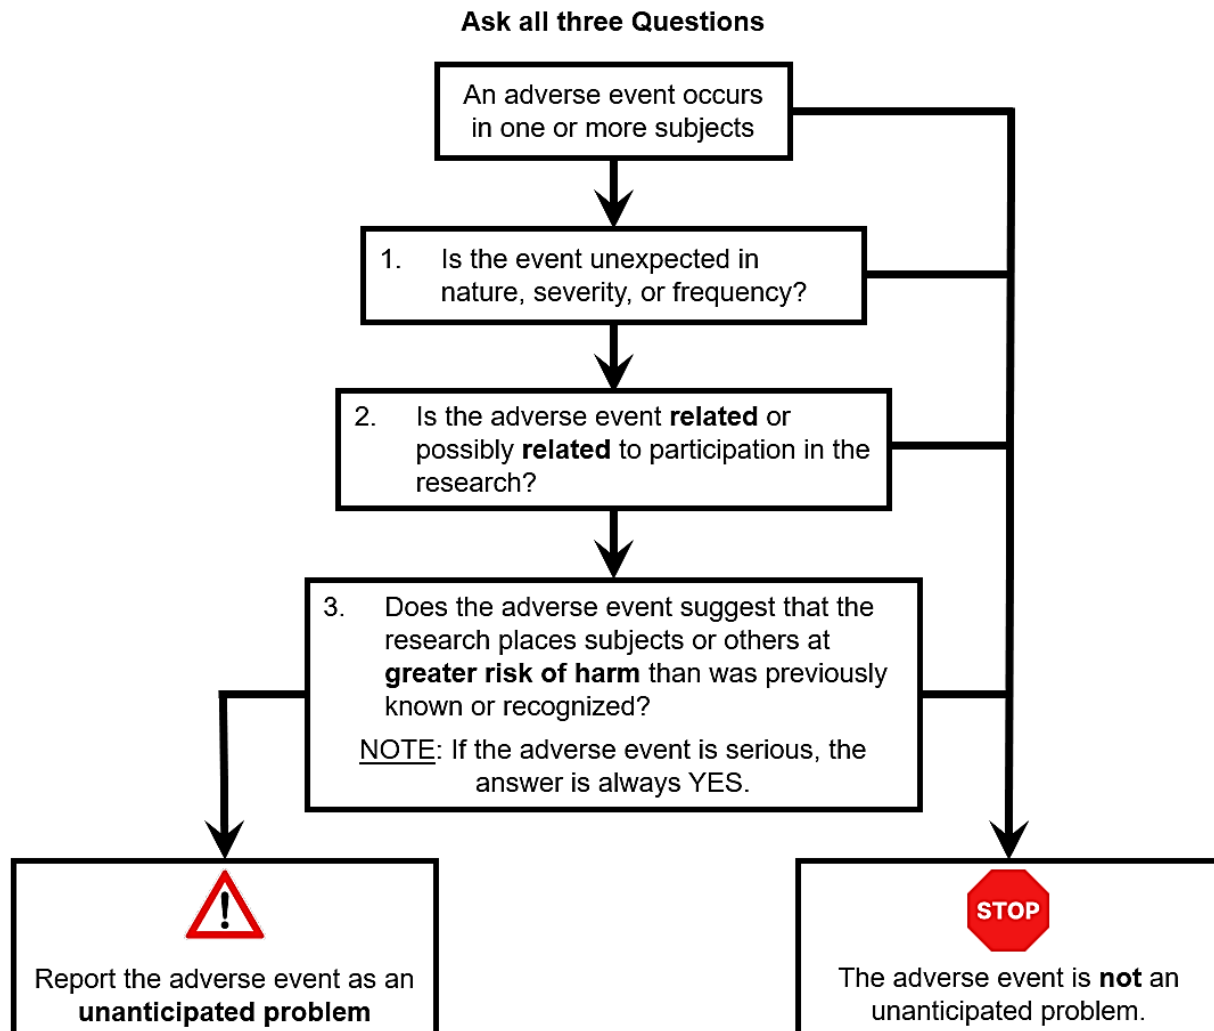 Ask all three Questions
An adverse event occurs
in one or more subjects
1. Is the event unexpected in
nature, severity, or frequency?
2. Is the adverse event related or
possibly related to participation in the
research?
3. Does the adverse event suggest that the
research places subjects or others at
greater risk of harm than was previously
known or recognized?
NOTE: If the adverse event is serious, the
answer is always YES.
!
Report the adverse event as an
unanticipated problem
STOP
The adverse event is not an
unanticipated problem.